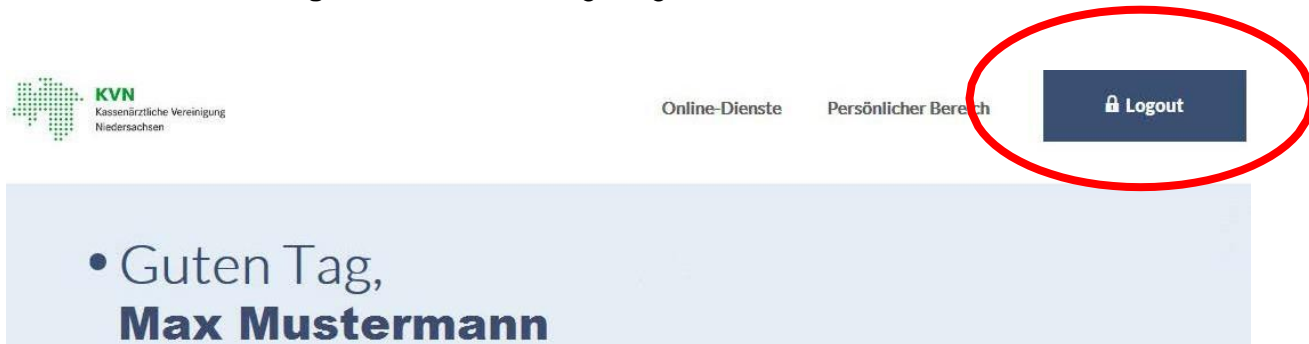 KVN
Kassenärztliche Vereinigung
Niedersachsen
Online-Dienste Persönlicher Bereich Logout
• Guten Tag,
Max Mustermann